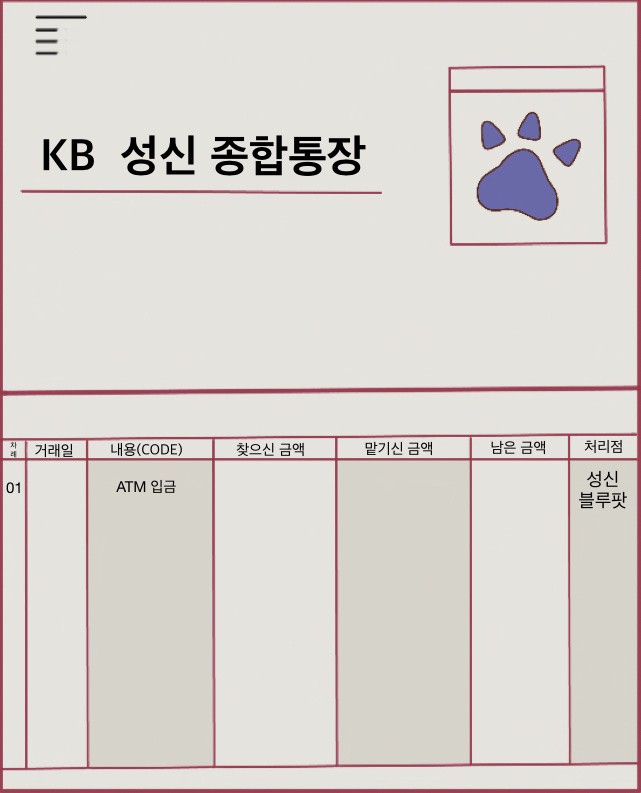 KB 성신 종합통장
차례 거래일 내용(CODE) 찾으신 금액 맡기신 금액 남은 금액 처리점
01 ATM 입금 성신
블루팟